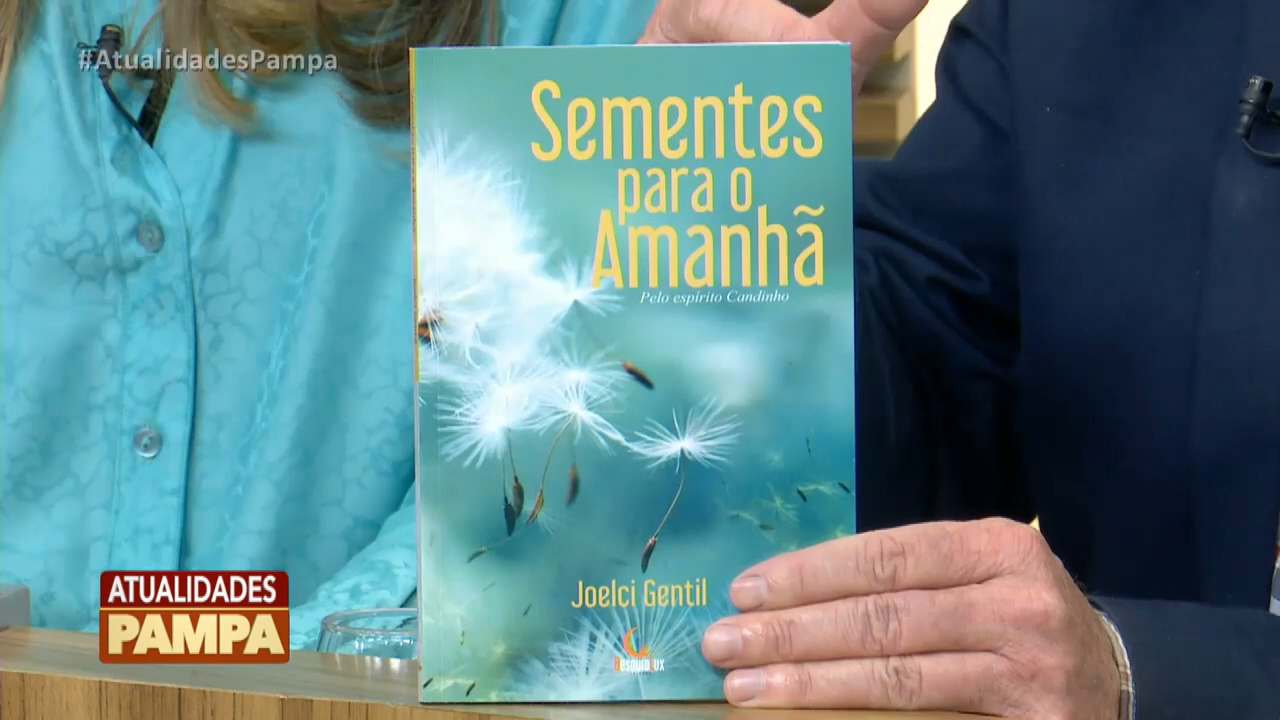 #AtualidadesPampa
Sementes
para o
Amanhã
Pelo espírito Candinho
Joelci Gentil
ATUALIDADES
PAMPA